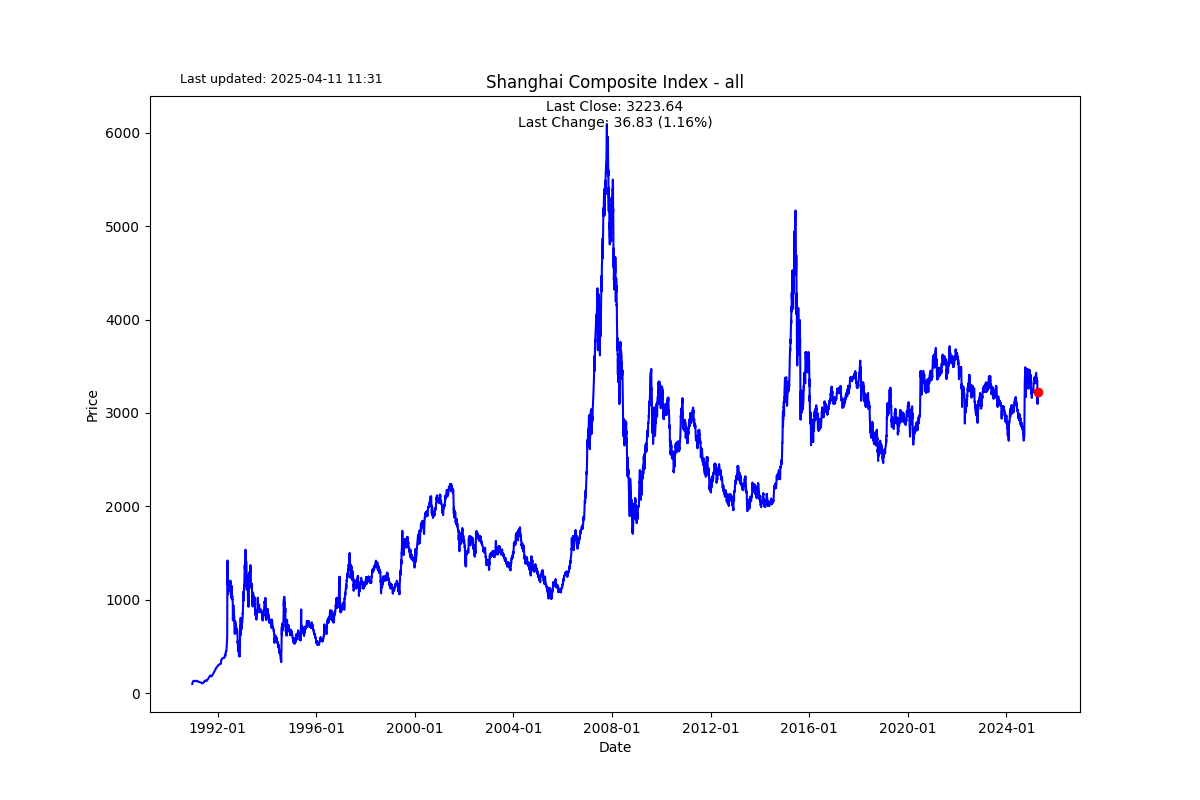 Last updated: 2025-04-11 11:31
Shanghai Composite Index - all
Last Close: 3223.64
Last Change: 36.83 (1.16%)
6000
5000
4000
3000
2000
1000
0
Price
1992-01 1996-01 2000-01 2004-01 2008-01 2012-01 2016-01 2020-01 2024-01
Date